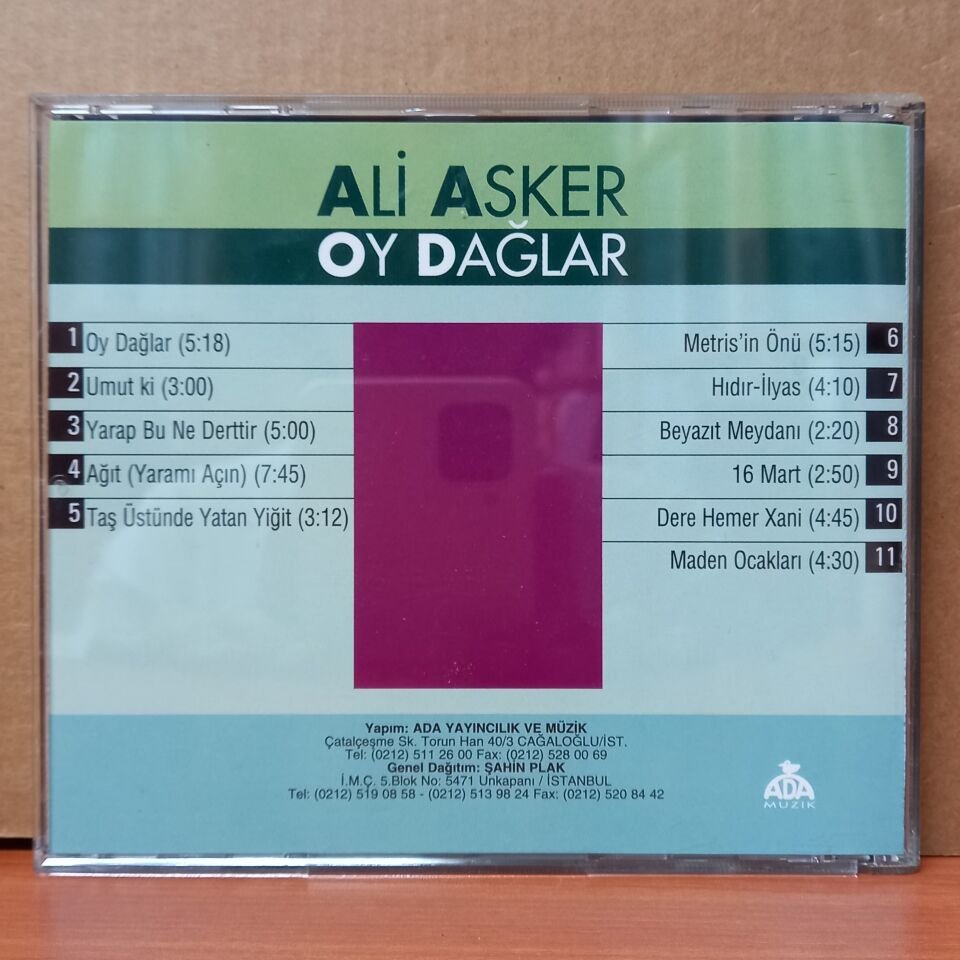 ALİ ASKER
OY DAĞLAR
1 Oy Dağlar (5:18)
2 Umut ki (3:00)
3 Yarap Bu Ne Derttir (5:00)
4 Ağıt (Yaramı Açın) (7:45)
5 Taş Üstünde Yatan Yiğit (3:12)
Metris'in Önü (5:15) 6
Hıdır-İlyas (4:10) 7
Beyazıt Meydanı (2:20) 8
16 Mart (2:50) 9
Dere Hemer Xani (4:45) 10
Maden Ocakları (4:30) 11
Yapım: ADA YAYINCILIK VE MÜZİK
Çatalçeşme Sk. Torun Han 40/3 CAĞALOĞLU/İST.
Tel: (0212) 511 26 00 Fax: (0212) 528 00 69
Genel Dağıtım: ŞAHİN PLAK
İ.M.Ç. 5.Blok No: 5471 Unkapanı / İSTANBUL
Tel: (0212) 519 08 58 - (0212) 513 98 24 Fax: (0212) 520 84 42
ADA
MÜZİK